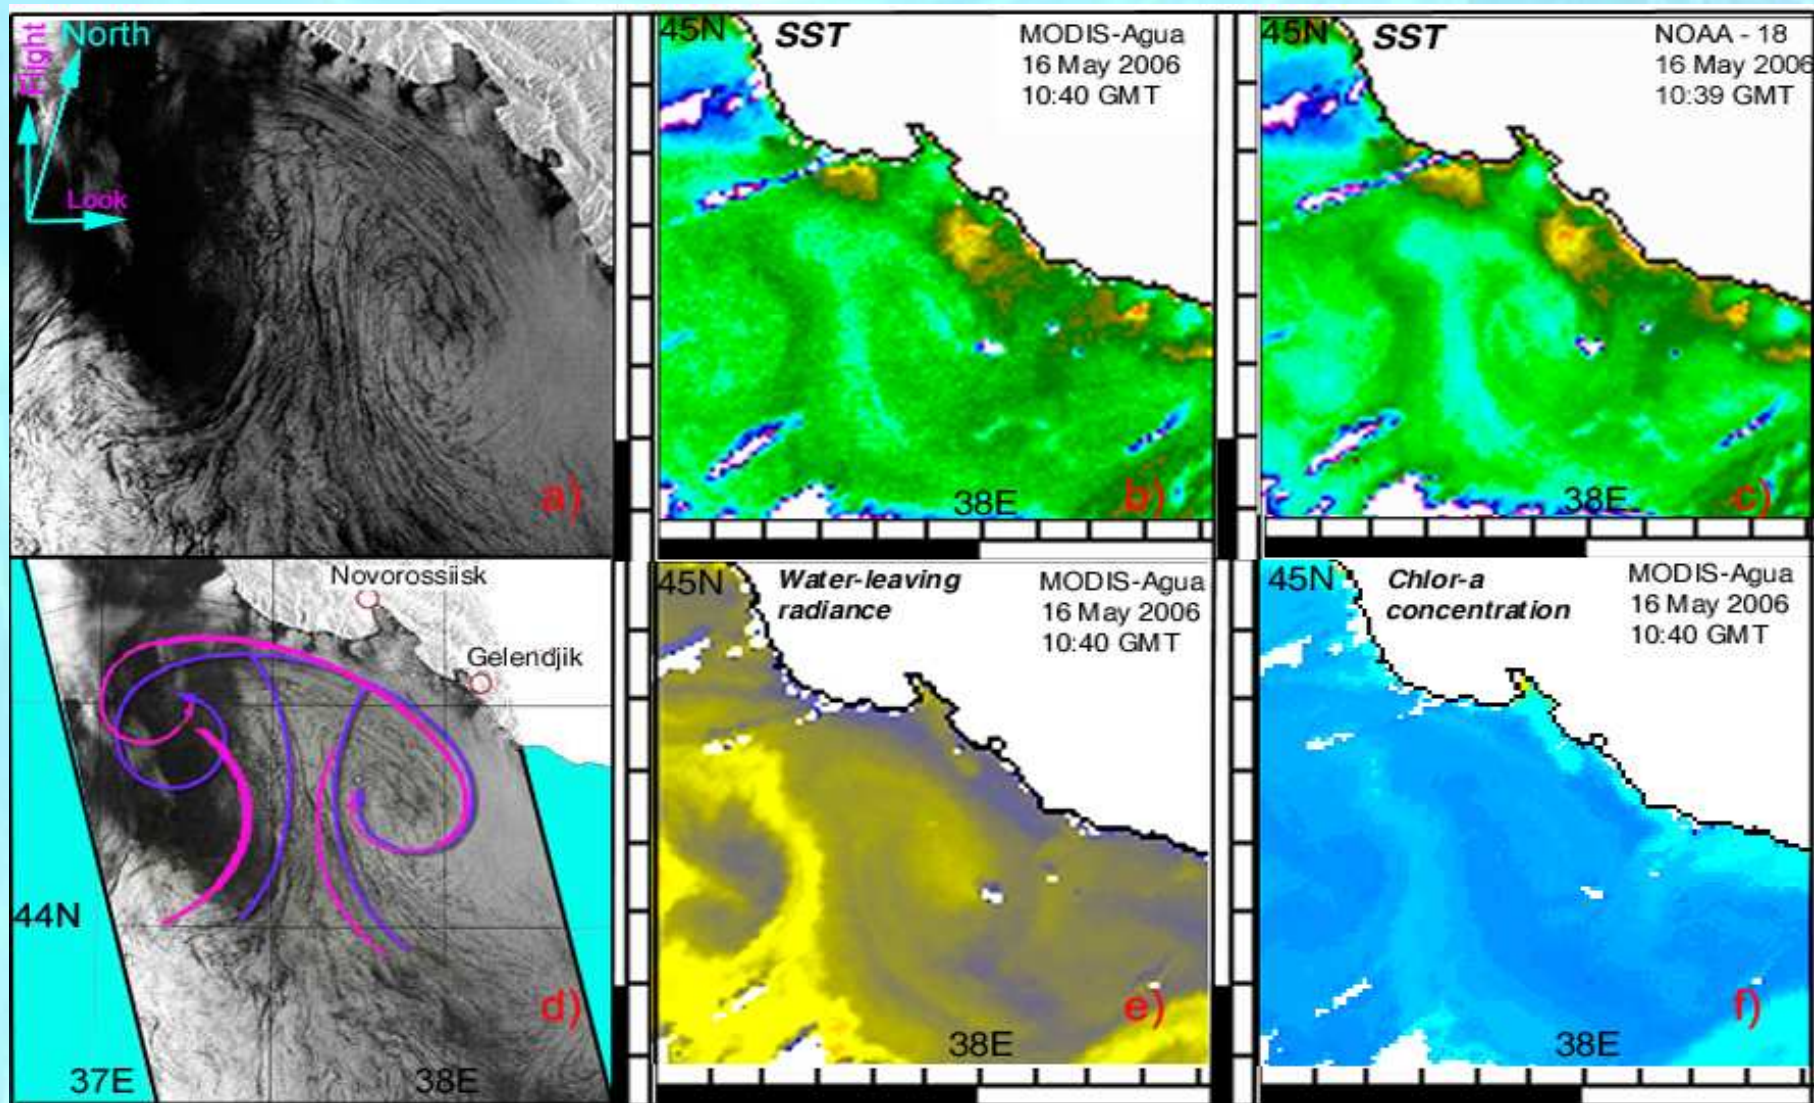 Flight
North
Look
a)
45N
SST
MODIS-Agua
16 May 2006
10:40 GMT
38E
b)
45N
SST
NOAA - 18
16 May 2006
10:39 GMT
38E
c)
Novorossiisk
Gelendjik
44N
37E
38E
d)
45N
Water-leaving
radiance
MODIS-Agua
16 May 2006
10:40 GMT
38E
e)
45N
Chlor-a
concentration
MODIS-Agua
16 May 2006
10:40 GMT
38E
f)